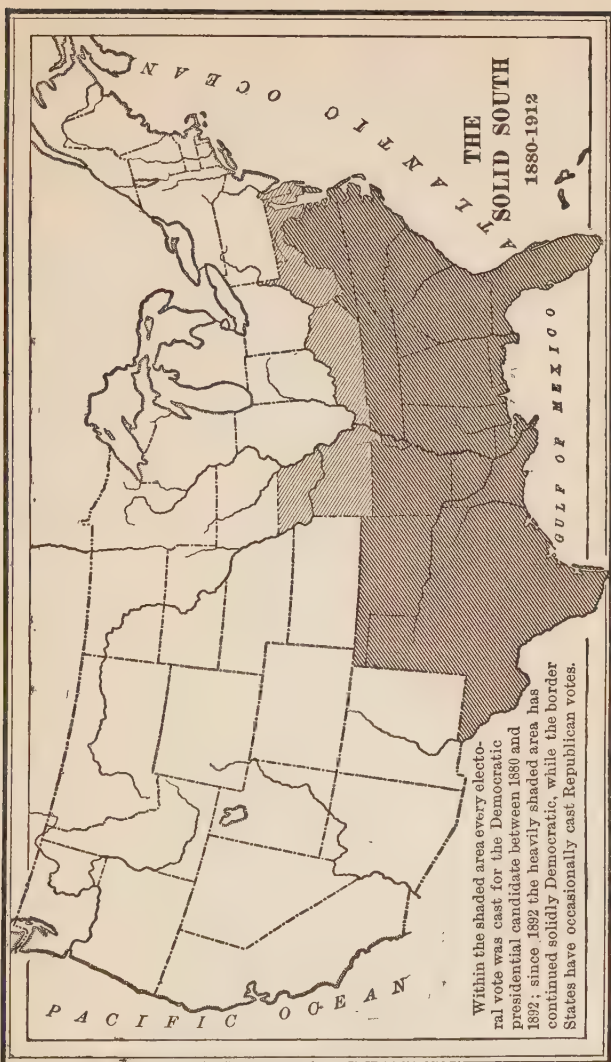 THE
SOLID SOUTH
1880-1912
ATLANTIC OCEAN
PACIFIC OCEAN
GULF OF MEXICO
Within the shaded area every electo-
ral vote was cast for the Democratic
presidential candidate between 1880 and
1892; since 1892 the heavily shaded area has
continued solidly Democratic, while the border
States have occasionally cast Republican votes.